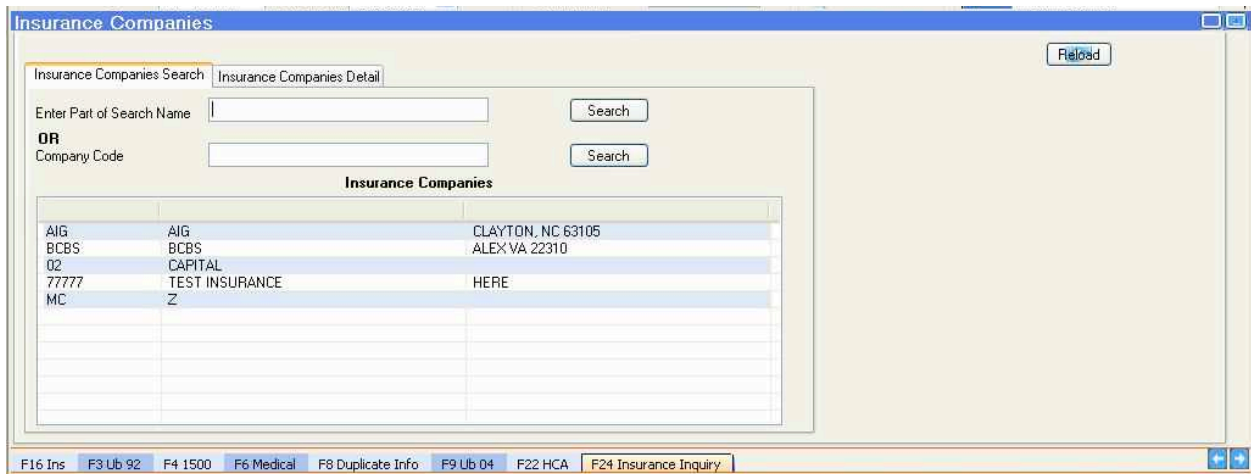 Insurance Companies
Reload
Insurance Companies Search Insurance Companies Detail
Enter Part of Search Name Search
OR
Company Code Search
Insurance Companies
AIG AIG CLAYTON, NC 63105
BCBS BCBS ALEX VA 22310
02 CAPITAL
77777 TEST INSURANCE HERE
MC Z
F16 Ins F3 Ub 92 F4 1500 F6 Medical F8 Duplicate Info F9 Ub 04 F22 HCA F24 Insurance Inquiry